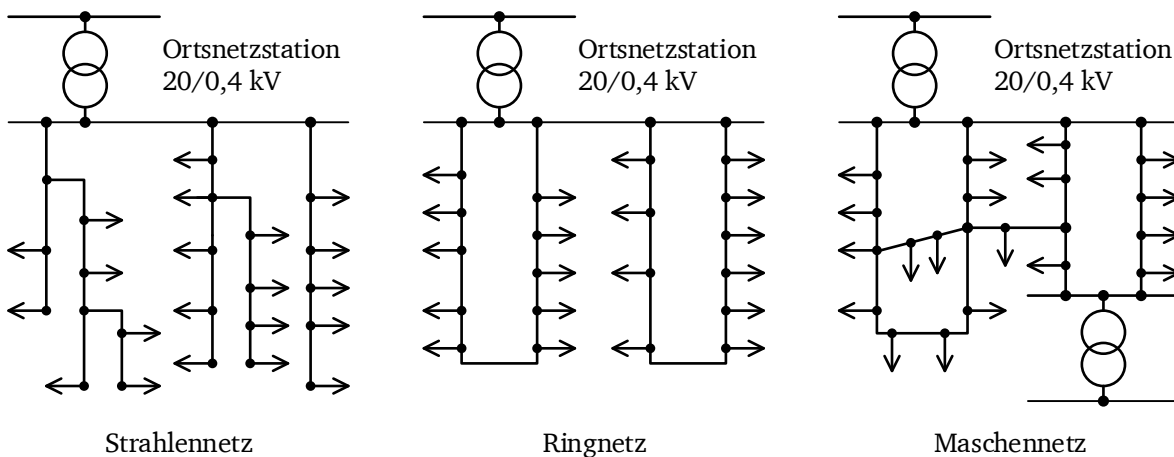 Ortsnetzstation
20/0,4 kV
Ortsnetzstation
20/0,4 kV
Ortsnetzstation
20/0,4 kV
Strahlennetz
Ringnetz
Maschennetz